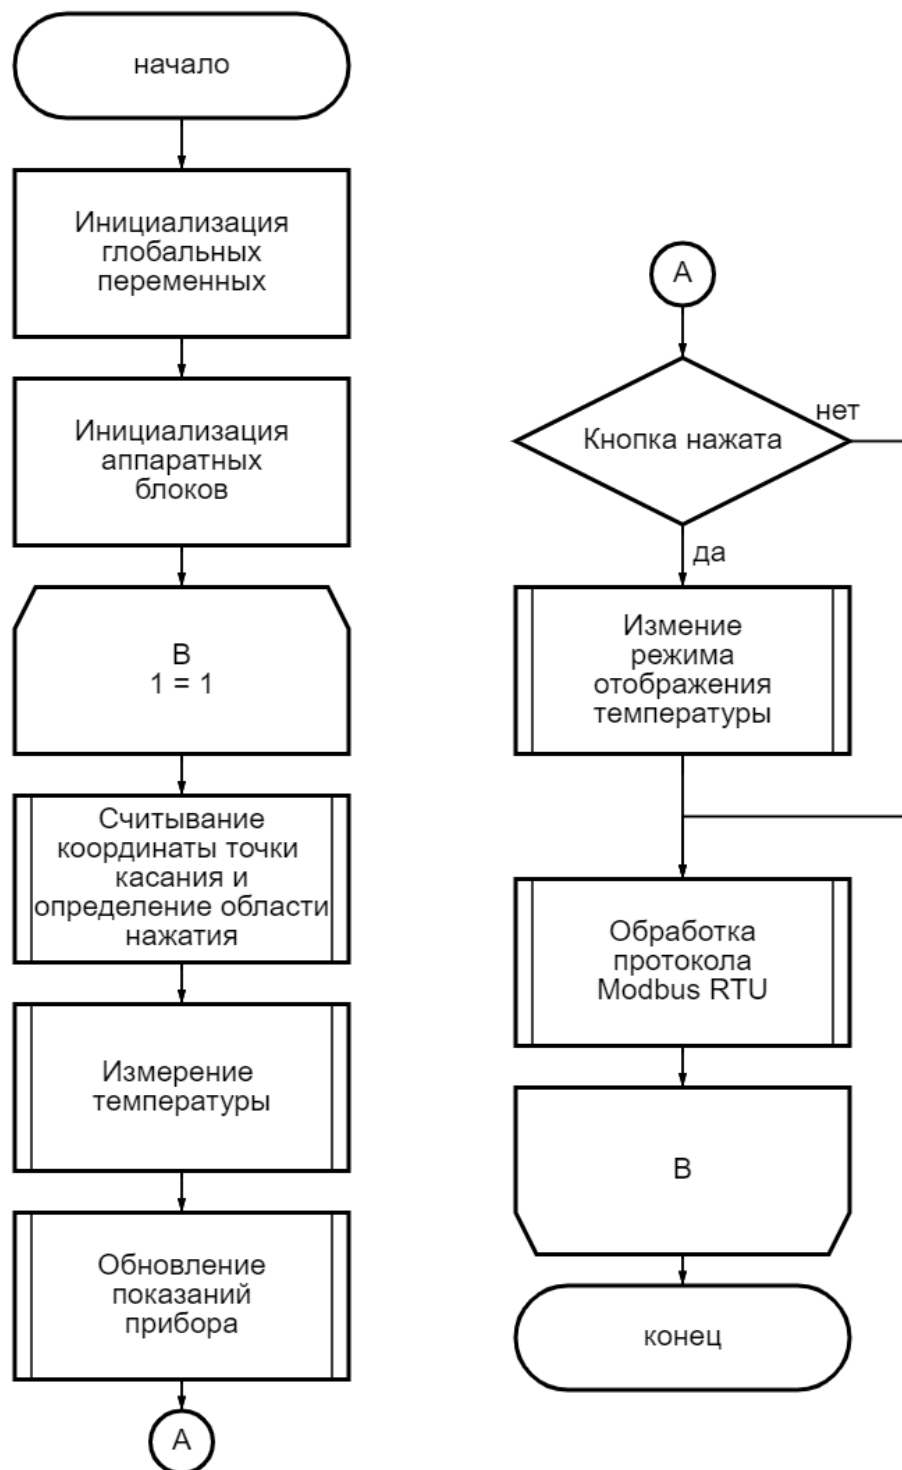 начало
Инициализация
глобальных
переменных
Инициализация
аппаратных
блоков
B
1 = 1
Считывание
координаты точки
касания и
определение области
нажатия
Измерение
температуры
Обновление
показаний
прибора
A
A
Кнопка нажата
нет
да
Измение
режима
отображения
температуры
Обработка
протокола
Modbus RTU
B
конец